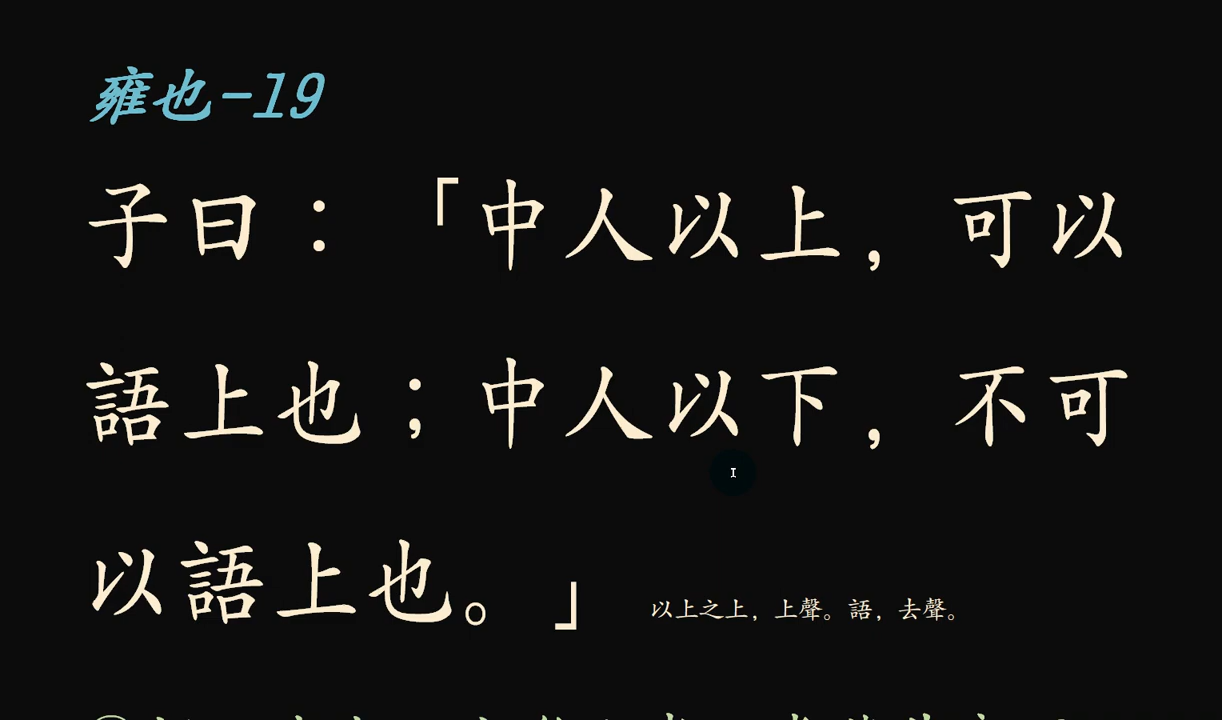 雍也-19
子曰：「中人以上，可以
語上也；中人以下，不可
以語上也。」 以上之上，上聲。語，去聲。